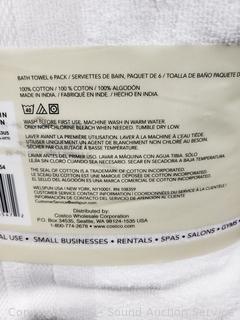 BATH TOWEL 6 PACK / SERVIETTES DE BAIN, PAQUET DE 6 / TOALLA DE BAÑO PAQUETE D
100% COTTON / 100 % COTON / 100% ALGODÓN
MADE IN INDIA. / FAIT EN INDE. / HECHO EN INDIA.
WASH BEFORE FIRST USE. MACHINE WASH IN WARM WATER.
ONLY NON CHLORINE BLEACH WHEN NEEDED. TUMBLE DRY LOW.
LAVER AVANT LA PREMIÈRE UTILISATION. LAVER À LA MACHINE À L'EAU TIÈDE.
UTILISER UNIQUEMENT UN AGENT DE BLANCHIMENT NON CHLORÉ AU BESOIN.
SÉCHER PAR CULBUTAGE À BASSE TEMPÉRATURE.
LAVAR ANTES DEL PRIMER USO. LAVAR A MÁQUINA CON AGUA TIBIA. SÓLO
LEJÍA SIN CLORO CUANDO SEA NECESARIO. SECADORA A BAJA TEMPERATURA.
THE SEAL OF COTTON IS A TRADEMARK OF COTTON INCORPORATED.
WELSPUN USA / NEW YORK, NY10001. RN 108359
CUSTOMER SERVICE CONTACT INFORMATION /
CustomerService@
Distributed by:
Costco Wholesale Corporation
P.O. Box 34535, Seattle, WA 98124-1535 USA
1-800-774-2678 • www.costco.com
AL USE • SMALL BUSINESSES • RENTALS • SPAS • SALONS • GYMS